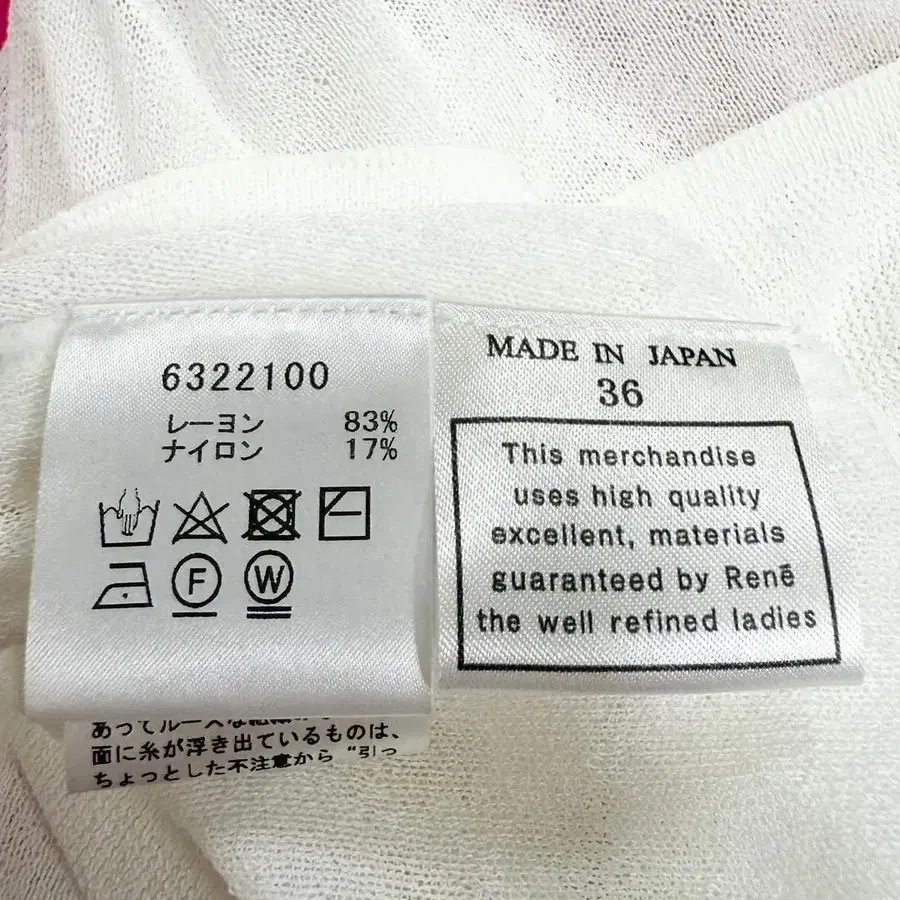 6322100
レーヨン 83%
ナイロン 17%
F
W
面に糸が浮き出ているものは、
ちょっとした不注意から "引っ
MADE IN JAPAN
36
This merchandise
uses high quality
excellent, materials
guaranteed by Renē
the well refined ladies